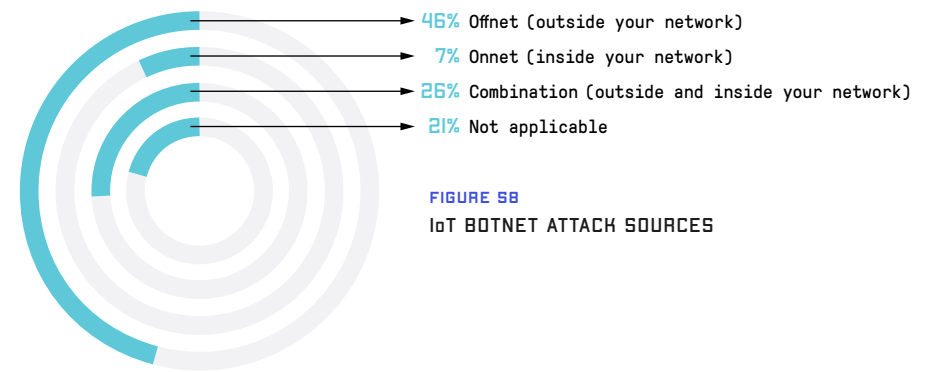 46% Offnet (outside your network)
7% Onnet (inside your network)
26% Combination (outside and inside your network)
21% Not applicable
FIGURE 58
IoT BOTNET ATTACK SOURCES